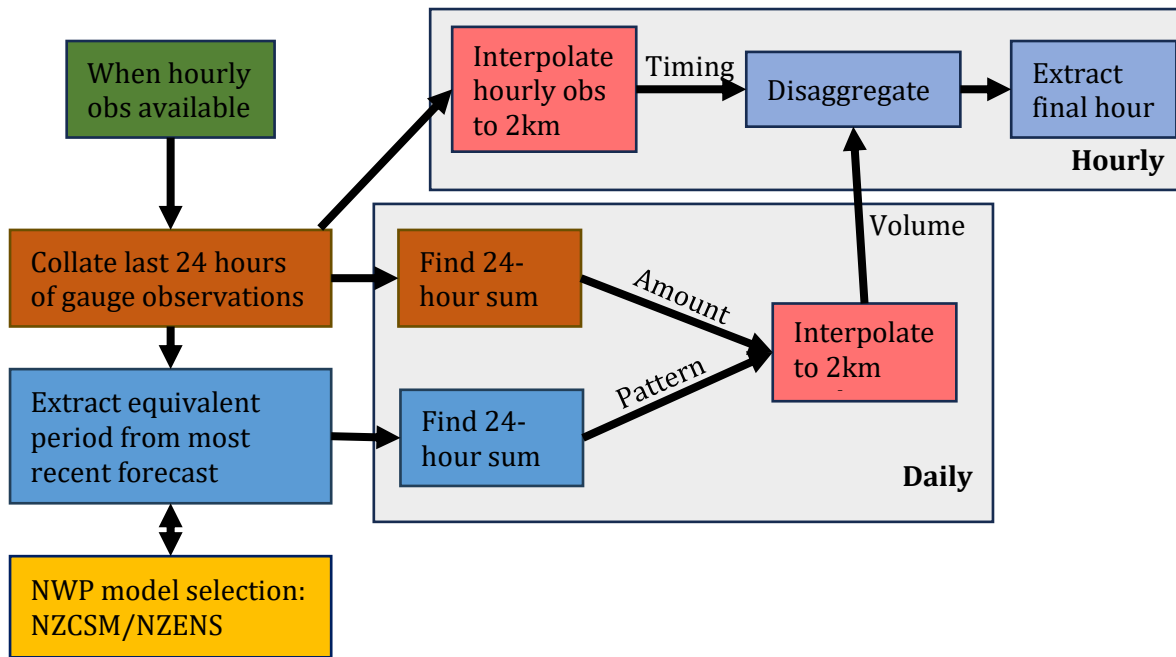 When hourly
obs available
Interpolate
hourly obs
to 2km
Timing
Disaggregate
Extract
final hour
Hourly
Collate last 24 hours
of gauge observations
Find 24-
hour sum
Amount
Volume
Interpolate
to 2km
Extract equivalent
period from most
recent forecast
Find 24-
hour sum
Pattern
Daily
NWP model selection:
NZCSM/NZENS